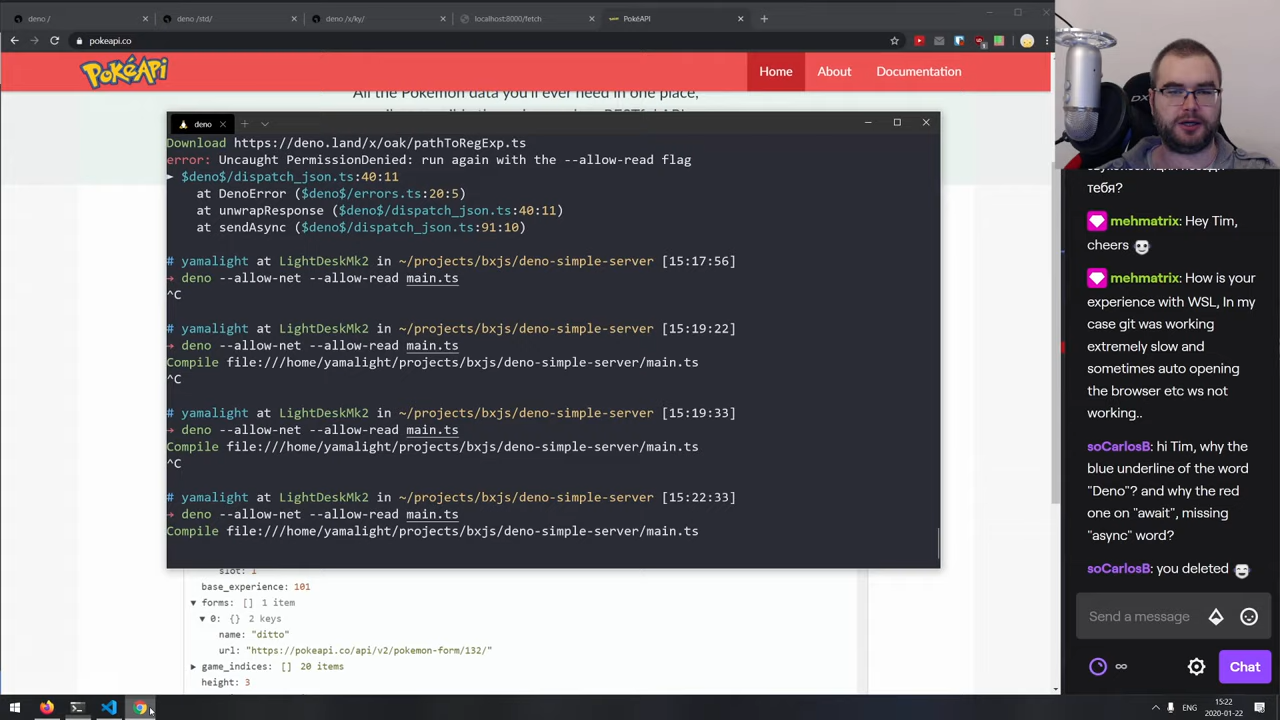 deno /
deno /std/
deno /x/ky/
localhost:8000/fetch
PokéAPI
pokeapi.co
PokéAPI
Home
About
Documentation
All the Pokémon data you'll ever need in one place,
deno
Download https://deno.land/x/oak/pathToRegExp.ts
error: Uncaught PermissionDenied: run again with the --allow-read flag
► $deno$/dispatch_json.ts:40:11
at DenoError ($deno$/errors.ts:20:5)
at unwrapResponse ($deno$/dispatch_json.ts:40:11)
at sendAsync ($deno$/dispatch_json.ts:91:10)
# yamalight at LightDeskMk2 in ~/projects/bxjs/deno-simple-server [15:17:56]
→ deno --allow-net --allow-read main.ts
^C
# yamalight at LightDeskMk2 in ~/projects/bxjs/deno-simple-server [15:19:22]
→ deno --allow-net --allow-read main.ts
Compile file:///home/yamalight/projects/bxjs/deno-simple-server/main.ts
^C
# yamalight at LightDeskMk2 in ~/projects/bxjs/deno-simple-server [15:19:33]
→ deno --allow-net --allow-read main.ts
Compile file:///home/yamalight/projects/bxjs/deno-simple-server/main.ts
^C
# yamalight at LightDeskMk2 in ~/projects/bxjs/deno-simple-server [15:22:33]
→ deno --allow-net --allow-read main.ts
Compile file:///home/yamalight/projects/bxjs/deno-simple-server/main.ts
slot: 1
base_experience: 101
▼ forms: [] 1 item
▼ 0: {} 2 keys
name: "ditto"
url: "https://pokeapi.co/api/v2/pokemon-form/132/"
► game_indices: [] 20 items
height: 3
тебя?
mehmatrix: Hey Tim,
cheers
mehmatrix: How is your
experience with WSL, In my
case git was working
extremely slow and
sometimes auto opening
the browser etc ws not
working..
soCarlosB: hi Tim, why the
blue underline of the word
"Deno"? and why the red
one on "await", missing
"async" word?
soCarlosB: you deleted
Send a message
∞
Chat
ENG
15:22
2020-01-22